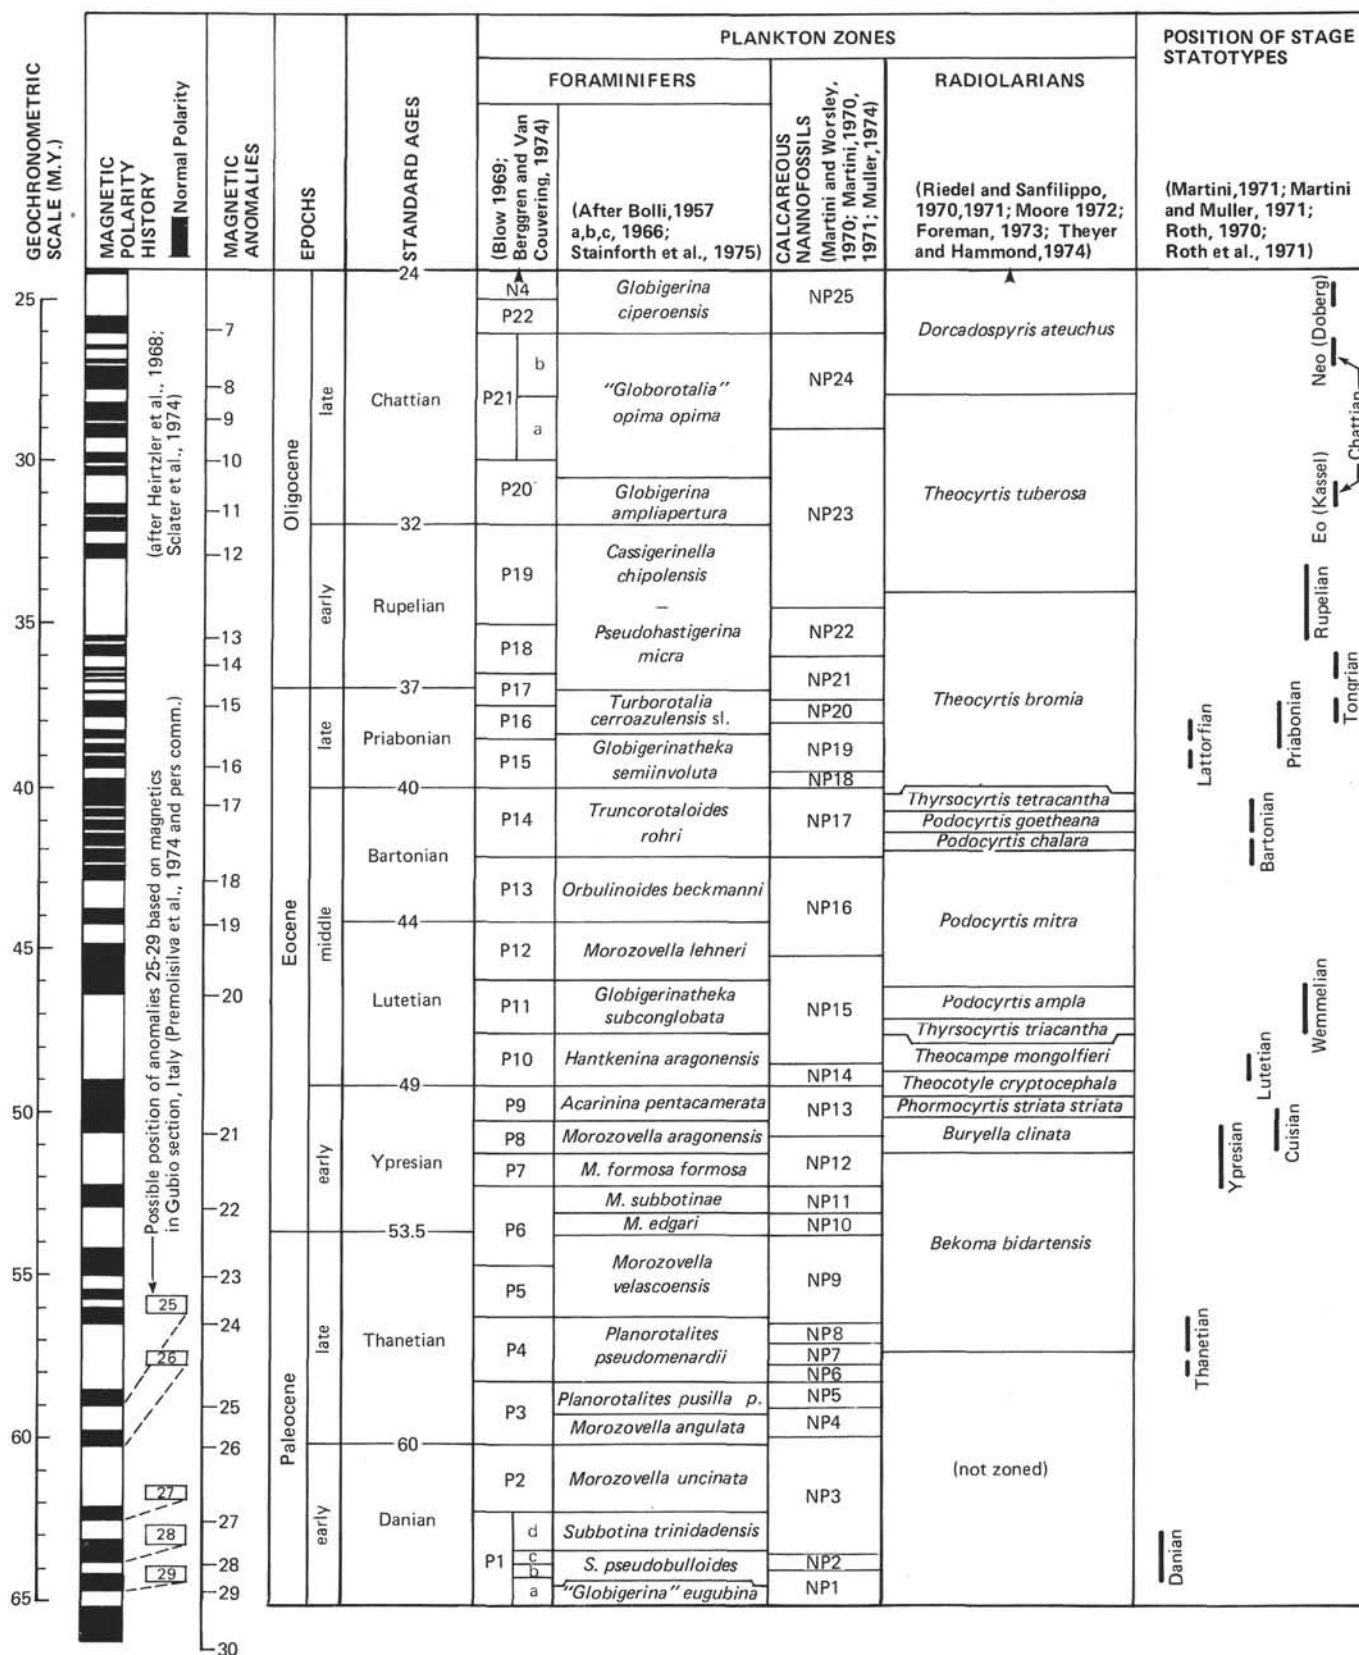 GEOCHRONOMETRIC
SCALE (M.Y.)
MAGNETIC
POLARITY
HISTORY
Normal Polarity
MAGNETIC
ANOMALIES
EPOCHS
STANDARD AGES
PLANKTON ZONES
FORAMINIFERS
(Blow 1969;
Berggren and Van
Couvering, 1974)
(After Bolli, 1957
a,b,c, 1966;
Stainforth et al., 1975)
CALCAREOUS
NANNOFOSSILS
(Martini and Worsley,
1970; Martini, 1970,
1971; Muller, 1974)
RADIOLARIANS
(Riedel and Sanfilippo,
1970,1971; Moore 1972;
Foreman, 1973; Theyer
and Hammond, 1974)
POSITION OF STAGE
STATOTYPES
(Martini, 1971; Martini
and Muller, 1971;
Roth, 1970;
Roth et al., 1971)
25
30
35
40
45
50
55
60
65
(after Heirtzler et al., 1968;
Sclater et al., 1974)
Possible position of anomalies 25-29 based on magnetics
in Gubio section, Italy (Premolisilva et al., 1974 and pers comm.)
25
26
27
28
29
7
8
9
10
11
12
13
14
15
16
17
18
19
20
21
22
23
24
25
26
27
28
29
30
Oligocene
Eocene
Paleocene
late
early
late
middle
early
late
early
24
Chattian
32
Rupelian
37
Priabonian
40
Bartonian
44
Lutetian
49
Ypresian
53.5
Thanetian
60
Danian
N4
P22
P21
b
a
P20
P19
P18
P17
P16
P15
P14
P13
P12
P11
P10
P9
P8
P7
P6
P5
P4
P3
P2
P1
d
c
b
a
Globigerina
ciperoensis
"Globorotalia"
opima opima
Globigerina
ampliapertura
Cassigerinella
chipolensis
–
Pseudohastigerina
micra
Turborotalia
cerroazulensis sl.
Globigerinatheka
semiinvoluta
Truncorotaloides
rohri
Orbulinoides beckmanni
Morozovella lehneri
Globigerinatheka
subconglobata
Hantkenina aragonensis
Acarinina pentacamerata
Morozovella aragonensis
M. formosa formosa
M. subbotinae
M. edgari
Morozovella
velascoensis
Planorotalites
pseudomenardii
Planorotalites pusilla p.
Morozovella angulata
Morozovella uncinata
Subbotina trinidadensis
S. pseudobulloides
"Globigerina" eugubina
NP25
NP24
NP23
NP22
NP21
NP20
NP19
NP18
NP17
NP16
NP15
NP14
NP13
NP12
NP11
NP10
NP9
NP8
NP7
NP6
NP5
NP4
NP3
NP2
NP1
Dorcadospyris ateuchus
Theocyrtis tuberosa
Theocyrtis bromia
Thyrsocyrtis tetracantha
Podocyrtis goetheana
Podocyrtis chalara
Podocyrtis mitra
Podocyrtis ampla
Thyrsocyrtis triacantha
Theocampe mongolfieri
Theocotyle cryptocephala
Phormocyrtis striata striata
Buryella clinata
Bekoma bidartensis
(not zoned)
Neo (Doberg)
Chattian
Eo (Kassel)
Rupelian
Tongrian
Priabonian
Lattorfian
Bartonian
Wemmelian
Lutetian
Cuisian
Ypresian
Thanetian
Danian